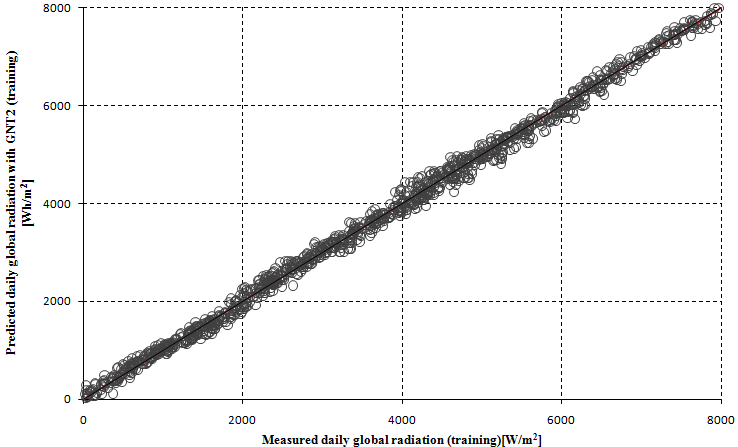 Predicted daily global radiation with GNT2 (training)
[Wh/m²]
8000
6000
4000
2000
0
0 2000 4000 6000 8000
Measured daily global radiation (training)[W/m²]